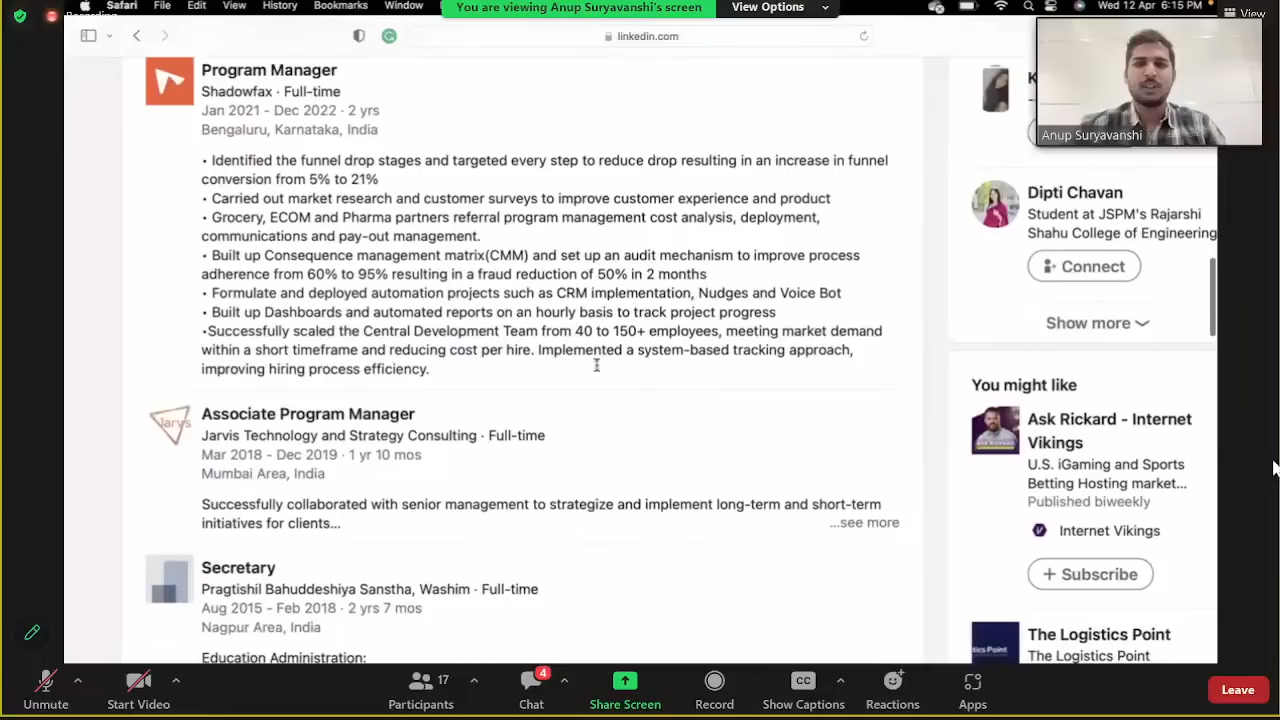 Safari File Edit View History Bookmarks Window
You are viewing Anup Suryavanshi's screen
View Options
Wed 12 Apr 6:15 PM
View
linkedin.com
Program Manager
Shadowfax · Full-time
Jan 2021 - Dec 2022 · 2 yrs
Bengaluru, Karnataka, India
• Identified the funnel drop stages and targeted every step to reduce drop resulting in an increase in funnel
conversion from 5% to 21%
• Carried out market research and customer surveys to improve customer experience and product
• Grocery, ECOM and Pharma partners referral program management cost analysis, deployment,
communications and pay-out management.
• Built up Consequence management matrix(CMM) and set up an audit mechanism to improve process
adherence from 60% to 95% resulting in a fraud reduction of 50% in 2 months
• Formulate and deployed automation projects such as CRM implementation, Nudges and Voice Bot
• Built up Dashboards and automated reports on an hourly basis to track project progress
•Successfully scaled the Central Development Team from 40 to 150+ employees, meeting market demand
within a short timeframe and reducing cost per hire. Implemented a system-based tracking approach,
improving hiring process efficiency.
Jarvis
Associate Program Manager
Jarvis Technology and Strategy Consulting · Full-time
Mar 2018 - Dec 2019 · 1 yr 10 mos
Mumbai Area, India
Successfully collaborated with senior management to strategize and implement long-term and short-term
initiatives for clients...
...see more
Secretary
Pragtishil Bahuddeshiya Sanstha, Washim · Full-time
Aug 2015 - Feb 2018 · 2 yrs 7 mos
Nagpur Area, India
Education Administration:
K
Anup Suryavanshi
Dipti Chavan
Student at JSPM's Rajarshi
Shahu College of Engineering
Connect
Show more
You might like
ASK RICKARD
Ask Rickard - Internet
Vikings
U.S. iGaming and Sports
Betting Hosting market...
Published biweekly
Internet Vikings
+ Subscribe
tics Point
The Logistics Point
The Logistics Point
Unmute
Start Video
17
Participants
4
Chat
Share Screen
Record
CC
Show Captions
Reactions
Apps
Leave